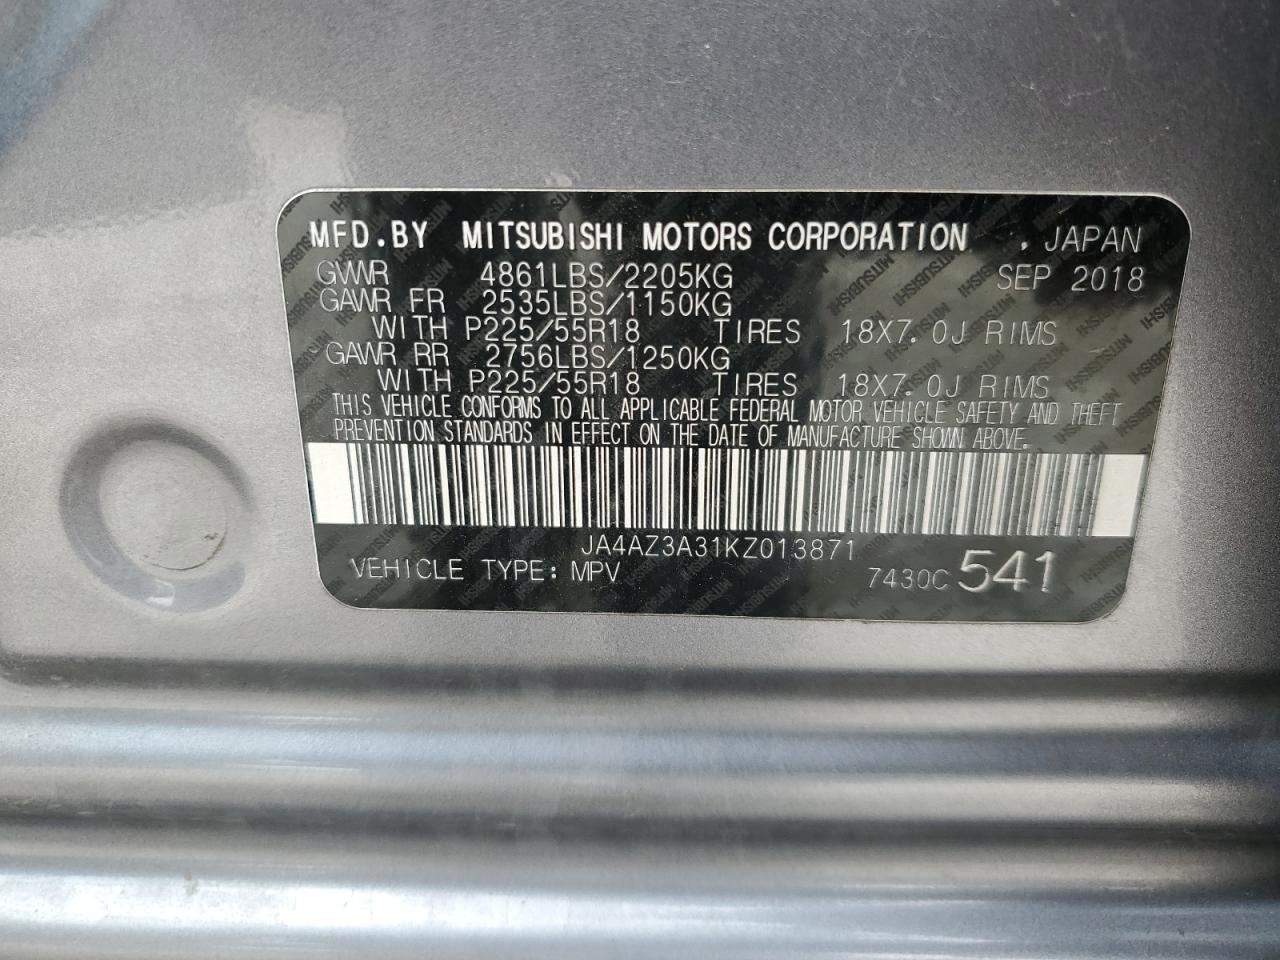 MFD.BY MITSUBISHI MOTORS CORPORATION . JAPAN
GVWR 4861LBS/2205KG SEP 2018
GAWR FR 2535LBS/1150KG
WITH P225/55R18 TIRES 18X7.0J RIMS
GAWR RR 2756LBS/1250KG
WITH P225/55R18 TIRES 18X7.0J RIMS
THIS VEHICLE CONFORMS TO ALL APPLICABLE FEDERAL MOTOR VEHICLE SAFETY AND THEFT
PREVENTION STANDARDS IN EFFECT ON THE DATE OF MANUFACTURE SHOWN ABOVE.
JA4AZ3A31KZ013871
VEHICLE TYPE: MPV 7430C 541